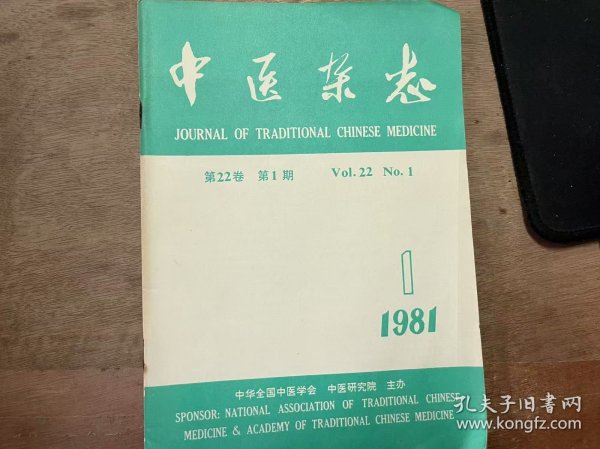 中医杂志
JOURNAL OF TRADITIONAL CHINESE MEDICINE
第22卷 第1期 Vol.22 No.1
1
1981
中华全国中医学会 中医研究院 主办
SPONSOR: NATIONAL ASSOCIATION OF TRADITIONAL CHINESE
MEDICINE & ACADEMY OF TRADITIONAL CHINESE MEDICINE
孔夫子旧书网
www.kongfz.com